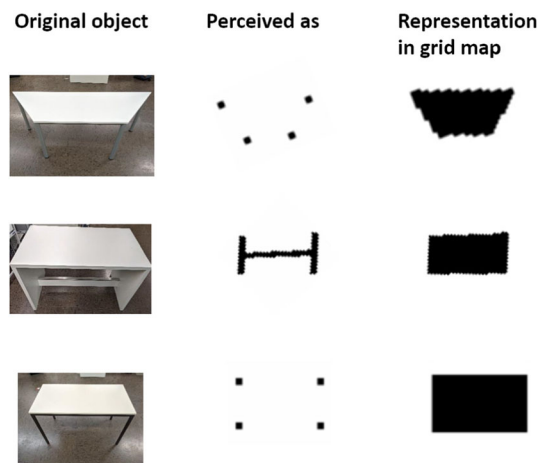 Original object
Perceived as
Representation
in grid map